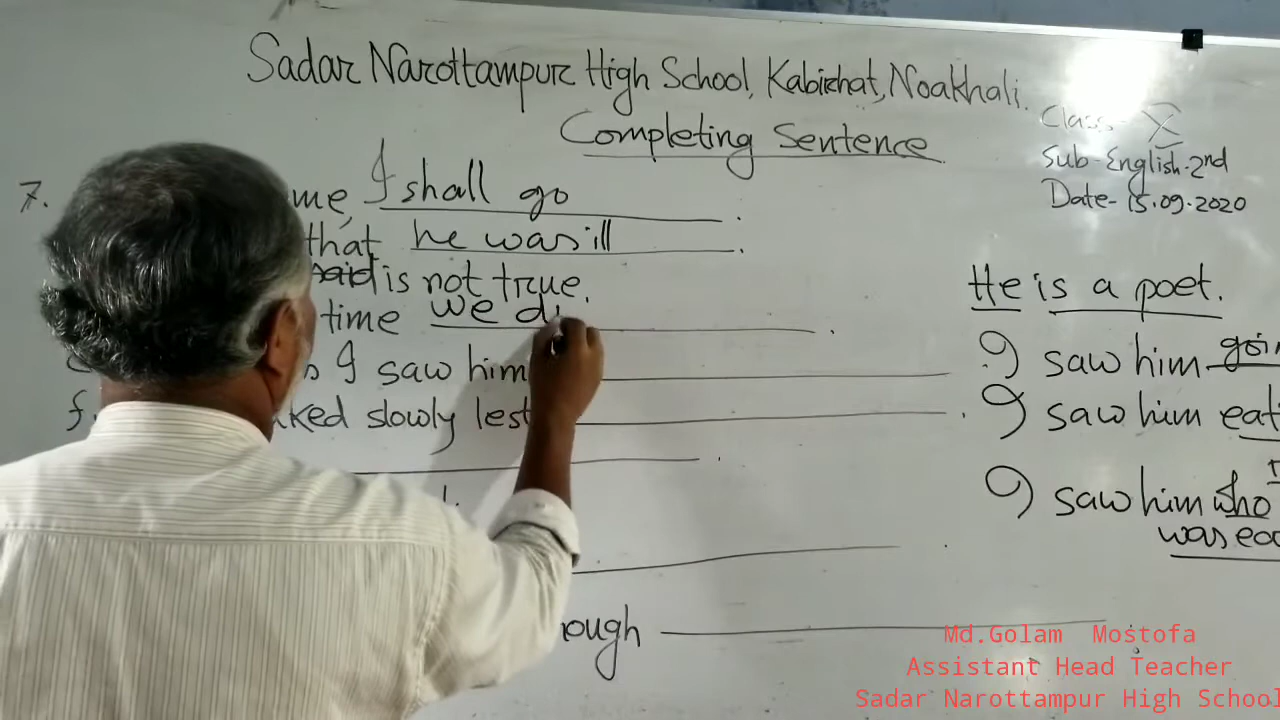 Sadar Narottampur High School, Kabirhat, Noakhali.
Completing Sentence
Class- X
Sub-English-2nd
Date- 15.09.2020
7.
me, I shall go .
that he was ill .
said is not true.
time we di .
I saw him
f. ked slowly lest .
ough
He is a poet.
I saw him goin
I saw him eat
I saw him who
was ea
Md.Golam Mostofa
Assistant Head Teacher
Sadar Narottampur High School